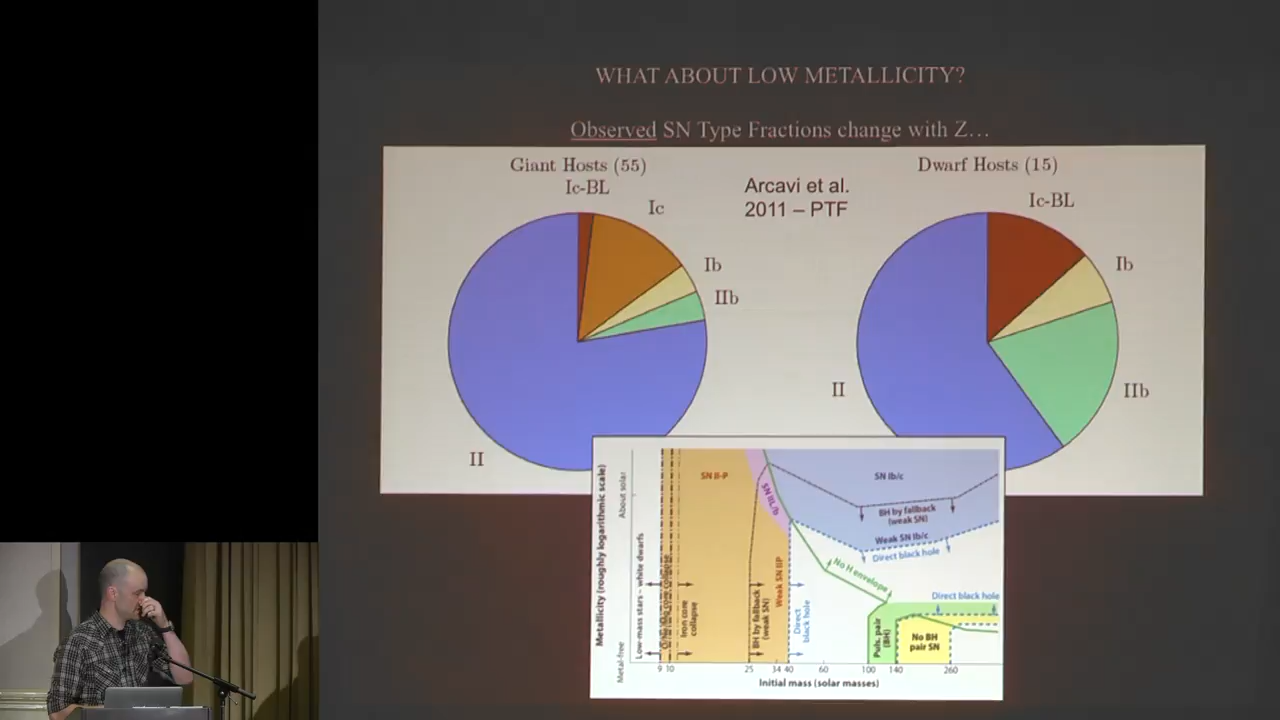 WHAT ABOUT LOW METALLICITY?
Observed SN Type Fractions change with Z…
Giant Hosts (55)
Ic-BL
Ic
Ib
IIb
II
Arcavi et al.
2011 – PTF
Dwarf Hosts (15)
Ic-BL
Ib
IIb
II
Metallicity (roughly logarithmic scale)
About solar
Metal-free
Low-mass stars – white dwarfs
Iron core
collapse
SN II-P
SN IIL/b
BH by fallback
(weak SN)
Weak SN IIP
Direct
black hole
SN Ib/c
BH by fallback
(weak SN)
Weak SN Ib/c
Direct black hole
No H envelope
Direct black hole
Puls. pair
(BH)
No BH
pair SN
9 10 25 34 40 60 100 140 260
Initial mass (solar masses)